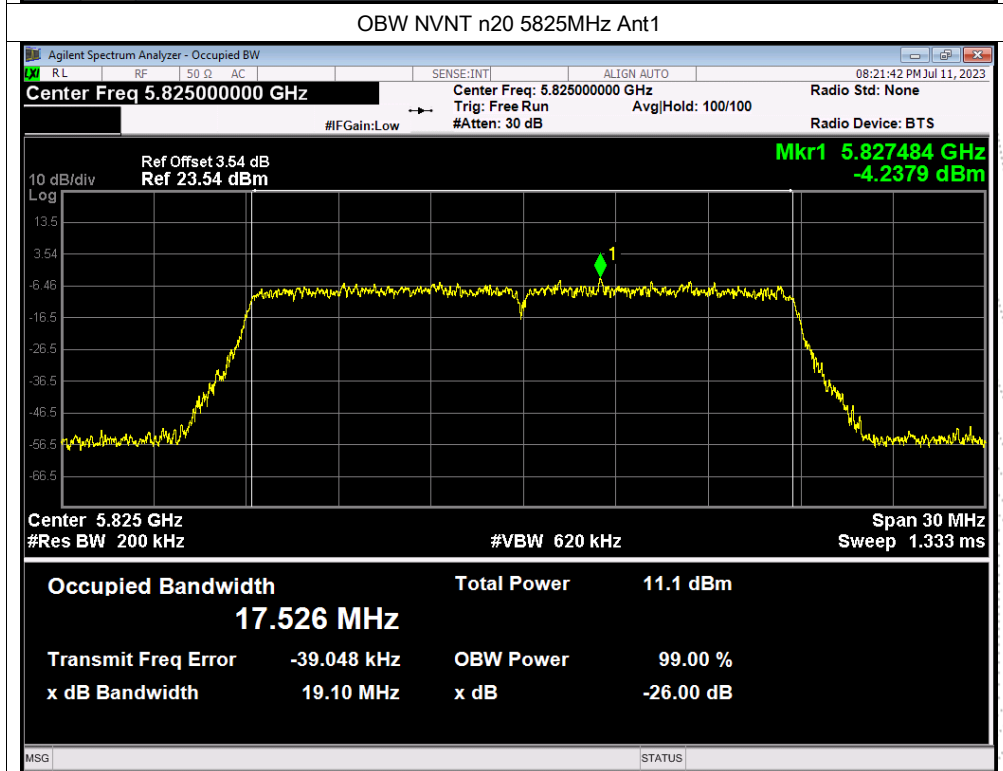 OBW NVNT n20 5825MHz Ant1
Agilent Spectrum Analyzer - Occupied BW
LXI RL RF 50 Ω AC SENSE:INT ALIGN AUTO 08:21:42 PM Jul 11, 2023
Center Freq 5.825000000 GHz Center Freq: 5.825000000 GHz Radio Std: None
Trig: Free Run Avg|Hold: 100/100
#IFGain:Low #Atten: 30 dB Radio Device: BTS
Mkr1 5.827484 GHz
-4.2379 dBm
Ref Offset 3.54 dB
10 dB/div Ref 23.54 dBm
Log
13.5
3.54
-6.46
-16.5
-26.5
-36.5
-46.5
-56.5
-66.5
1
Center 5.825 GHz Span 30 MHz
#Res BW 200 kHz #VBW 620 kHz Sweep 1.333 ms
Occupied Bandwidth Total Power 11.1 dBm
17.526 MHz
Transmit Freq Error -39.048 kHz OBW Power 99.00 %
x dB Bandwidth 19.10 MHz x dB -26.00 dB
MSG STATUS